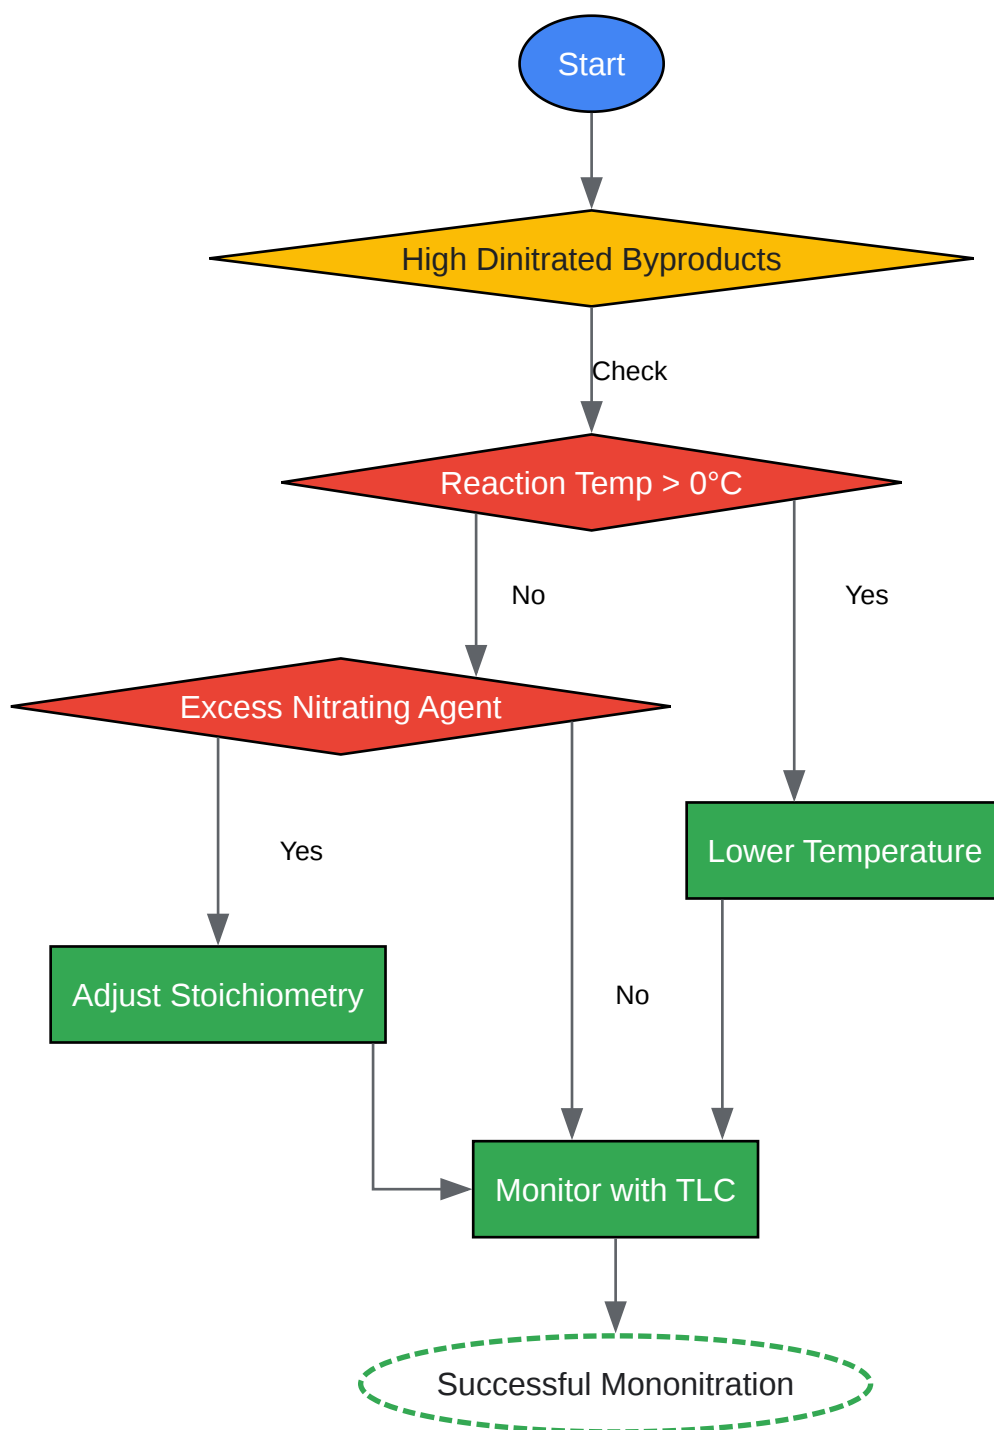 Start
High Dinitrated Byproducts
Check
Reaction Temp > 0°C
No
Yes
Excess Nitrating Agent
Yes
Lower Temperature
Adjust Stoichiometry
No
Monitor with TLC
Successful Mononitration